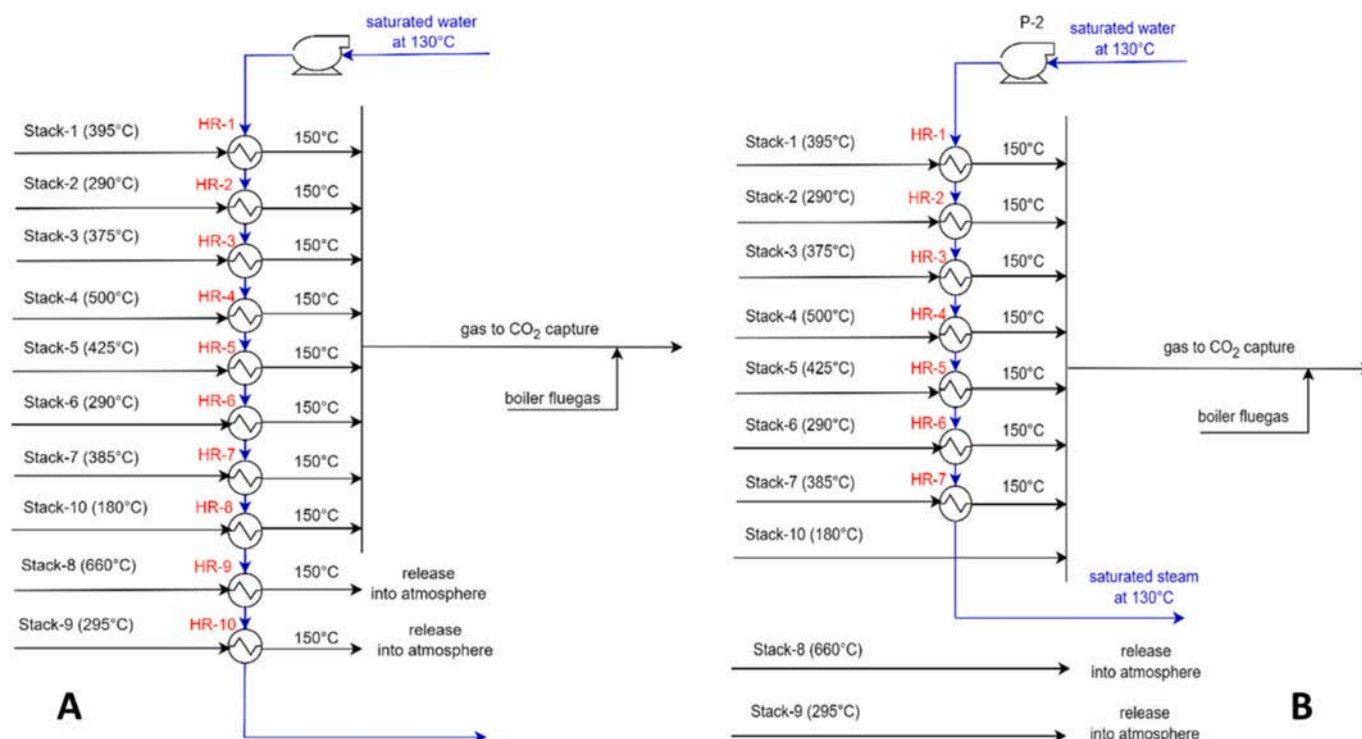 saturated water
at 130°C
HR-1
Stack-1 (395°C)
150°C
HR-2
Stack-2 (290°C)
150°C
HR-3
Stack-3 (375°C)
150°C
HR-4
Stack-4 (500°C)
150°C
gas to CO₂ capture
HR-5
Stack-5 (425°C)
150°C
boiler fluegas
HR-6
Stack-6 (290°C)
150°C
HR-7
Stack-7 (385°C)
150°C
HR-8
Stack-10 (180°C)
150°C
HR-9
Stack-8 (660°C)
150°C
release
into atmosphere
HR-10
Stack-9 (295°C)
150°C
release
into atmosphere
A
P-2
saturated water
at 130°C
HR-1
Stack-1 (395°C)
150°C
HR-2
Stack-2 (290°C)
150°C
HR-3
Stack-3 (375°C)
150°C
HR-4
Stack-4 (500°C)
150°C
gas to CO₂ capture
HR-5
Stack-5 (425°C)
150°C
boiler fluegas
HR-6
Stack-6 (290°C)
150°C
HR-7
Stack-7 (385°C)
150°C
Stack-10 (180°C)
saturated steam
at 130°C
Stack-8 (660°C)
release
into atmosphere
Stack-9 (295°C)
release
into atmosphere
B